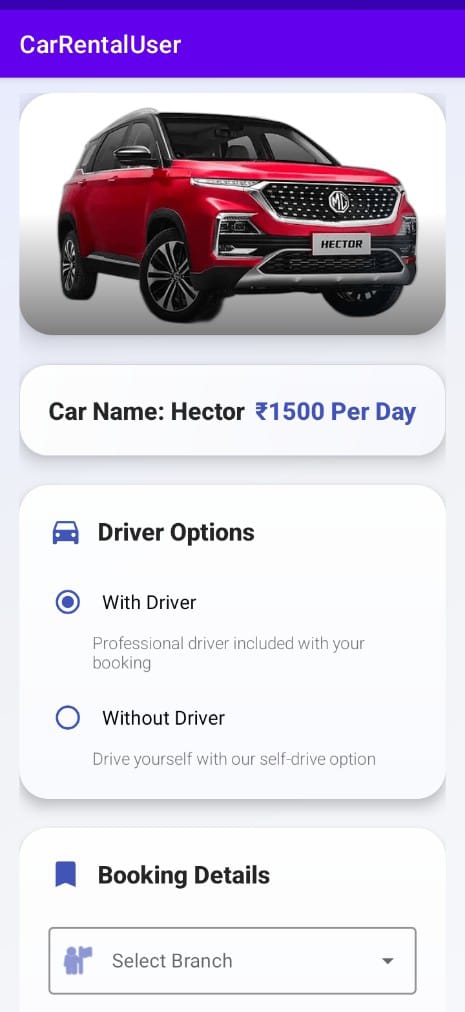 CarRentalUser
MG
HECTOR
Car Name: Hector ₹1500 Per Day
Driver Options
With Driver
Professional driver included with your
booking
Without Driver
Drive yourself with our self-drive option
Booking Details
Select Branch